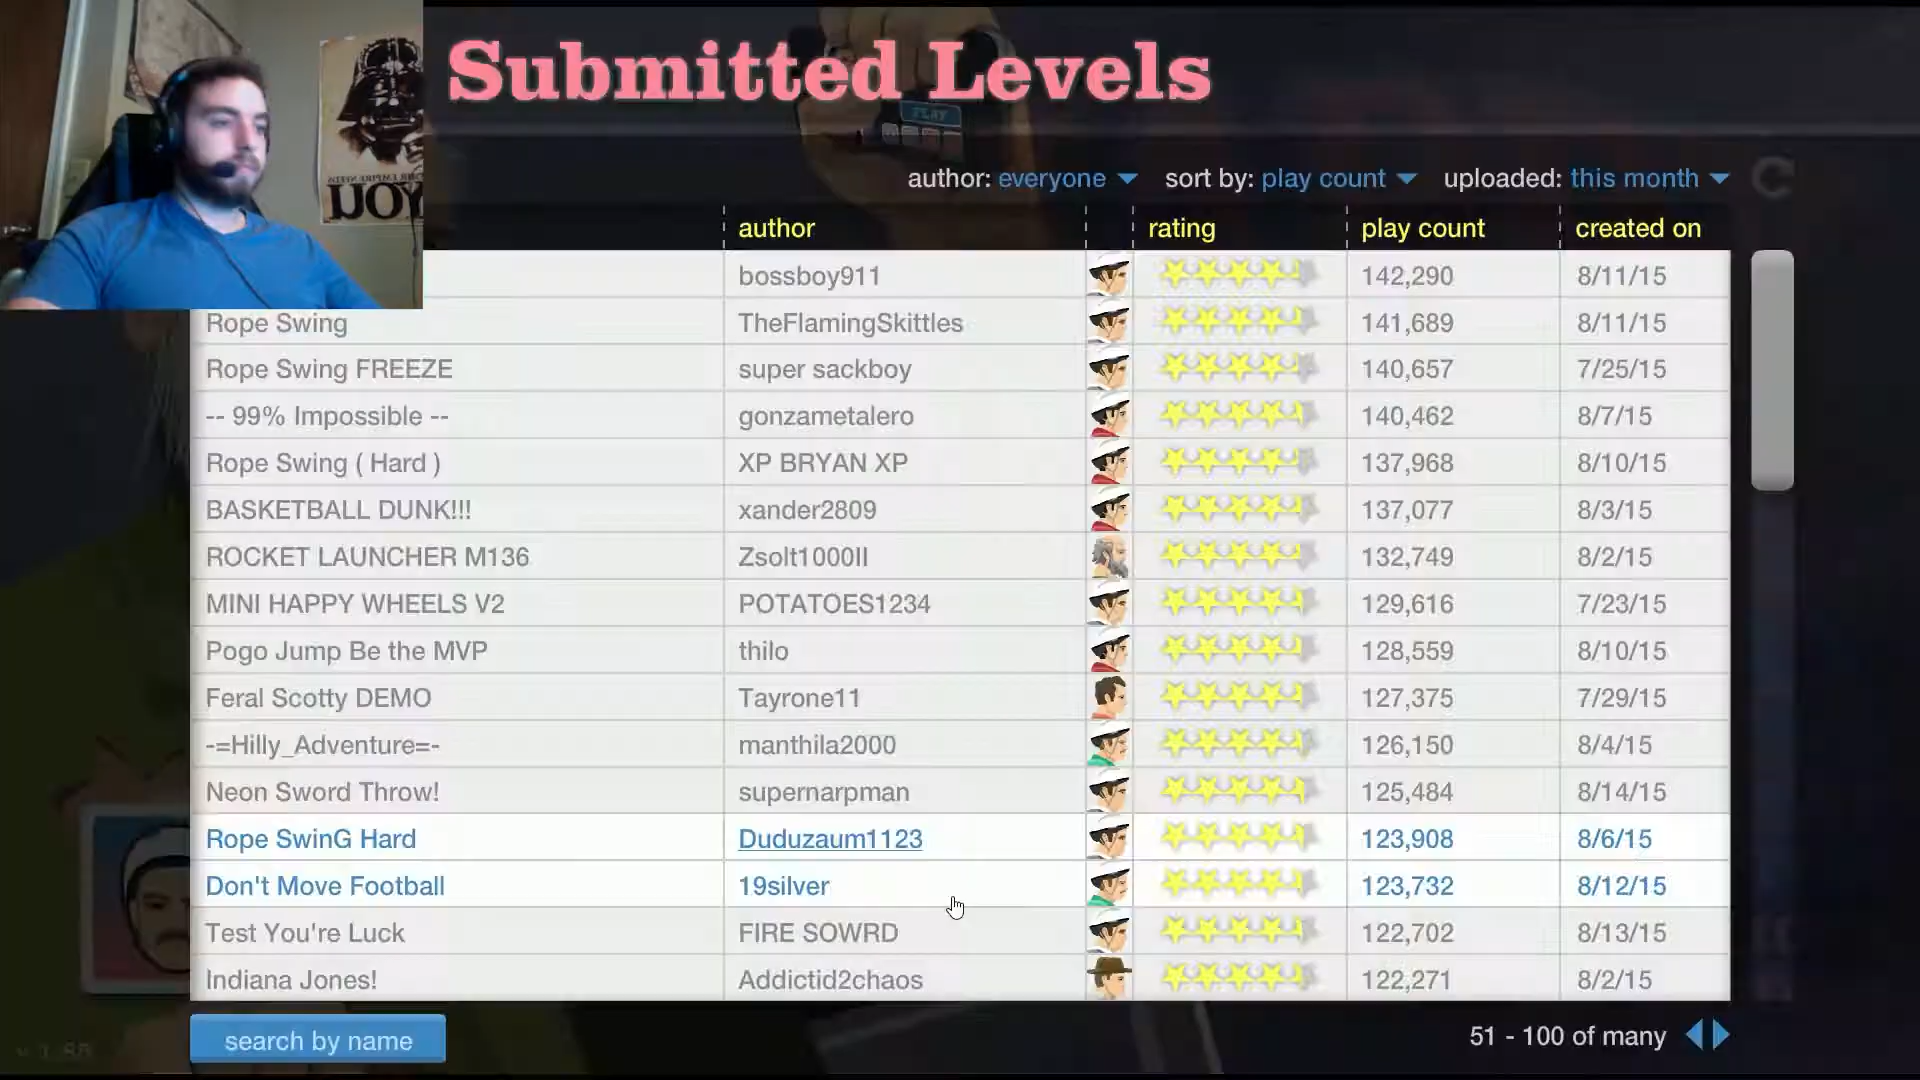 Submitted Levels
PLAY
author: everyone sort by: play count uploaded: this month
author rating play count created on
bossboy911 142,290 8/11/15
Rope Swing TheFlamingSkittles 141,689 8/11/15
Rope Swing FREEZE super sackboy 140,657 7/25/15
-- 99% Impossible -- gonzametalero 140,462 8/7/15
Rope Swing ( Hard ) XP BRYAN XP 137,968 8/10/15
BASKETBALL DUNK!!! xander2809 137,077 8/3/15
ROCKET LAUNCHER M136 Zsolt1000II 132,749 8/2/15
MINI HAPPY WHEELS V2 POTATOES1234 129,616 7/23/15
Pogo Jump Be the MVP thilo 128,559 8/10/15
Feral Scotty DEMO Tayrone11 127,375 7/29/15
-=Hilly_Adventure=- manthila2000 126,150 8/4/15
Neon Sword Throw! supernarpman 125,484 8/14/15
Rope SwinG Hard Duduzaum1123 123,908 8/6/15
Don't Move Football 19silver 123,732 8/12/15
Test You're Luck FIRE SOWRD 122,702 8/13/15
Indiana Jones! Addictid2chaos 122,271 8/2/15
search by name 51 - 100 of many
YOU